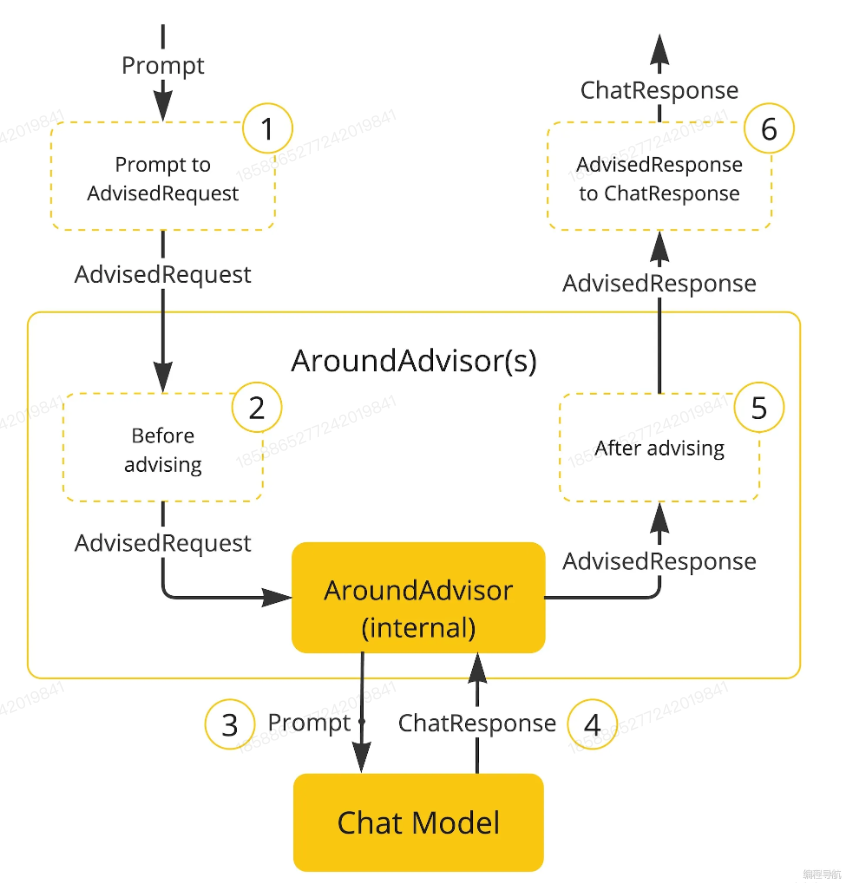 Prompt
ChatResponse
1
6
Prompt to
AdvisedRequest
AdvisedResponse
to ChatResponse
AdvisedRequest
AdvisedResponse
AroundAdvisor(s)
2
5
Before
advising
After advising
AdvisedRequest
AdvisedResponse
AroundAdvisor
(internal)
3
Prompt
ChatResponse
4
Chat Model
编程导航